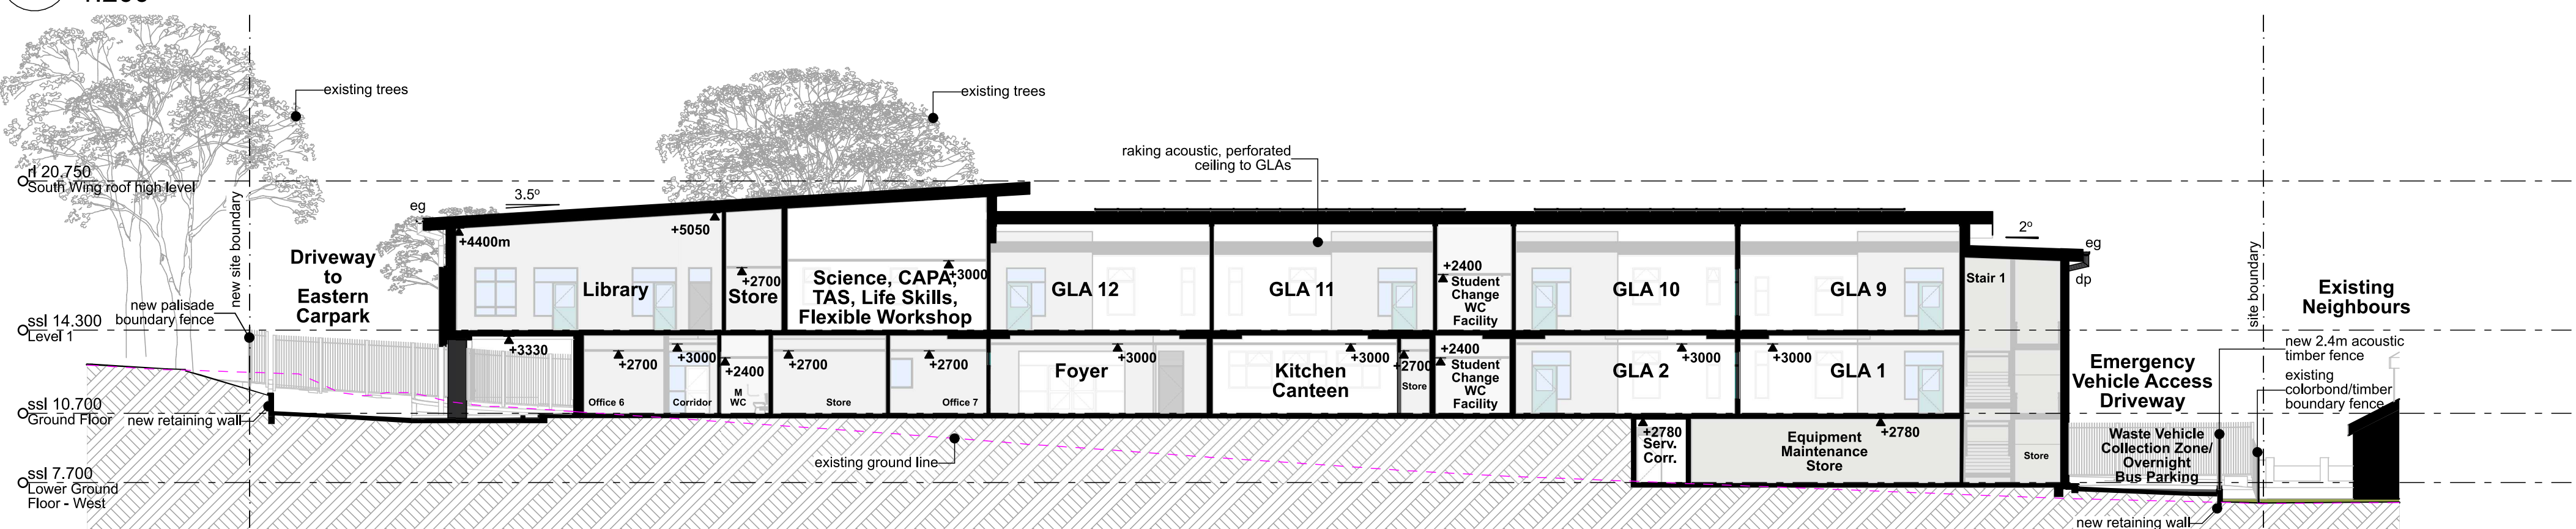 existing trees
existing trees
raking acoustic, perforated
ceiling to GLAs
rl 20.750
South Wing roof high level
new site boundary
3.5º
eg
+4400m
+5050
2º
eg
dp
site boundary
Driveway
to
Eastern
Carpark
new palisade
boundary fence
Library
+2700
Store
+3000
Science, CAPA,
TAS, Life Skills,
Flexible Workshop
GLA 12
GLA 11
+2400
Student
Change
WC
Facility
GLA 10
GLA 9
Stair 1
Existing
Neighbours
ssl 14.300
Level 1
+3330
+2700
Office 6
+3000
Corridor
+2400
M
WC
+2700
Store
+2700
Office 7
+3000
Foyer
+3000
Kitchen
Canteen
+2700
Store
+2400
Student
Change
WC
Facility
+3000
GLA 2
+3000
GLA 1
Emergency
Vehicle Access
Driveway
new 2.4m acoustic
timber fence
existing
colorbond/timber
boundary fence
ssl 10.700
Ground Floor
new retaining wall
existing ground line
+2780
Serv.
Corr.
+2780
Equipment
Maintenance
Store
Store
Waste Vehicle
Collection Zone/
Overnight
Bus Parking
ssl 7.700
Lower Ground
Floor - West
new retaining wall